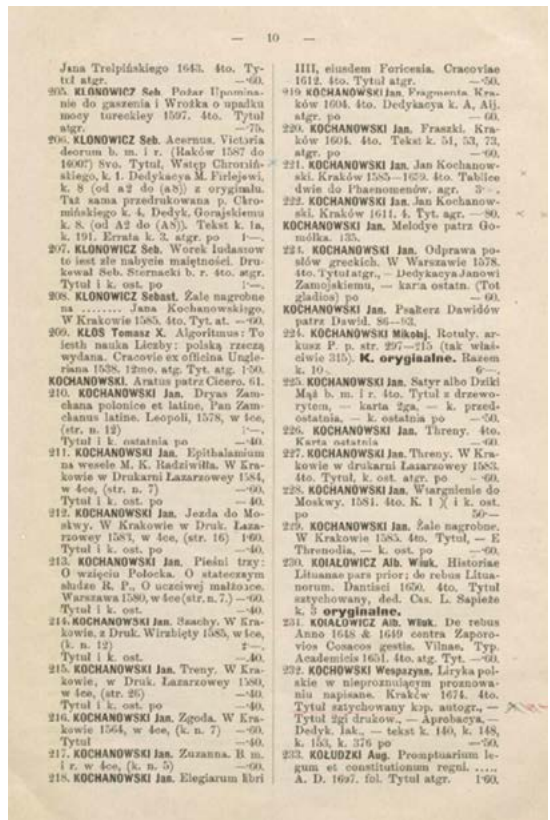 — 10 —
Jana Trelpińskiego 1643. 4to. Ty-
tuł atgr. —·60.
205. KLONOWICZ Seb. Pożar Upomina-
nie do gaszenia i Wróżka o upadku
mocy tureckiey 1597. 4to. Tytuł
atgr. —·75.
206. KLONOWICZ Seb. Acernus. Victoria
deorum b. m. i r. (Raków 1587 do
1600?) 8vo. Tytuł, Wstęp Chromiń-
skiego, k. 1. Dedykacya M. Firlejowi,
k. 8 (od a2 do (a8)) z oryginału.
Taż sama przedrukowana p. Chro-
mińskiego k. 4. Dedyk. Gorajskiemu
k. 8. (od A2 do (A8)). Tekst k. 1a,
k. 191. Errata k. 3. atgr. po 1·—.
207. KLONOWICZ Seb. Worek Iudaszow
to iest złe nabycie maiętności. Dru-
kował Seb. Sternacki b. r. 4to. atgr.
Tytuł i k. ost. po 1·—.
208. KLONOWICZ Sebast. Żale nagrobne
na ........ Jana Kochanowskiego.
W Krakowie 1585. 4to. Tyt. at. —·60.
209. KŁOS Tomasz X. Algoritmus: To
iesth nauka Liczby: polską rzeczą
wydana. Cracovie ex officina Ungle-
riana 1538. 12mo. atg. Tyt. atg. 1·50.
KOCHANOWSKI. Aratus patrz Cicero. 61.
210. KOCHANOWSKI Jan. Dryas Zam-
chana polonice et latine, Pan Zam-
chanus latine. Leopoli, 1578, w 4ce,
(str. n. 12) 1·—.
Tytuł i k. ostatnia po —·40.
211. KOCHANOWSKI Jan. Epithalamium
na wesele M. K. Radziwiłła. W Kra-
kowie w Drukarni Łazarzowey 1584,
w 4ce, (str. n. 7) —·60.
Tytuł i k. ost. po —·40.
212. KOCHANOWSKI Jan. Jezda do Mo-
skwy. W Krakowie w Druk. Łaza-
rzowey 1583, w 4ce, (str. 16) 1·60.
Tytuł i k. ost. po —·40.
213. KOCHANOWSKI Jan. Pieśni trzy:
O wzięciu Połocka. O statecznym
słudze R. P., O uczciwej małżonce.
Warszawa 1580, w 4ce (str. n. 7.) —·60.
Tytuł i k. ost. —·40.
214. KOCHANOWSKI Jan. Szachy. W Kra-
kowie, z Druk. Wirzbięty 1585, w 4ce,
(k. n. 12) 2·—.
Tytuł i k. ost. —·40.
215. KOCHANOWSKI Jan. Treny. W Kra-
kowie, w Druk. Łazarzowey 1580,
w 4ce, (str. 26) —·40.
Tytuł i k. ost. po —·40.
216. KOCHANOWSKI Jan. Zgoda. W Kra-
kowie 1564, w 4ce, (k. n. 7) —·60.
Tytuł —·40.
217. KOCHANOWSKI Jan. Zuzanna. B. m.
i r. w 4ce, (k. n. 5) —·60.
218. KOCHANOWSKI Jan. Elegiarum libri
IIII, eiusdem Foricenia. Cracoviae
1612. 4to. Tytuł atgr. —·50.
219. KOCHANOWSKI Jan. Fragmenta. Kra-
ków 1604. 4to. Dedykacya k. A, Aij.
atgr. po —·60.
220. KOCHANOWSKI Jan. Fraszki. Kra-
ków 1604. 4to. Tekst k. 51, 53, 73,
atgr. po —·60.
221. KOCHANOWSKI Jan. Jan Kochanow-
ski. Kraków 1585—1629. 4to. Tablice
dwie do Phaenomenów. agr. 3·—.
222. KOCHANOWSKI Jan. Jan Kochanow-
ski. Kraków 1611. 4. Tyt. agr. —·80.
KOCHANOWSKI Jan. Melodye patrz Go-
mółka. 135.
223. KOCHANOWSKI Jan. Odprawa po-
słów greckich. W Warszawie 1578.
4to. Tytuł atgr., — Dedykacya Janowi
Zamojskiemu, — karta ostatn. (Tot
gladios) po —·60.
KOCHANOWSKI Jan. Psałterz Dawidów
patrz Dawid. 86—93.
224. KOCHANOWSKI Mikołaj. Rotuły, ar-
kusz P. p. str. 297—215 (tak właś-
ciwie 315). K. oryginalne. Razem
k. 10. 6·—.
225. KOCHANOWSKI Jan. Satyr albo Dziki
Mąż b. m. i r. 4to. Tytuł z drzewo-
rytem, — karta 2ga, — k. przed-
ostatnia, — k. ostatnia po —·50.
226. KOCHANOWSKI Jan. Threny. 4to.
Karta ostatnia —·60.
227. KOCHANOWSKI Jan. Threny. W Kra-
kowie w drukarni Łazarzowey 1583.
4to. Tytuł, k. ost. atgr. po —·60.
228. KOCHANOWSKI Jan. Wtargnienie do
Moskwy. 1581. 4to. K. 1 )( i k. ost.
po 50·—
229. KOCHANOWSKI Jan. Żale nagrobne.
W Krakowie 1585. 4to. Tytuł, — E
Threnodia, — k. ost. po —·60.
230. KOIAŁOWICZ Alb. Wiuk. Historiae
Lituanae pars prior; de rebus Litua-
norum. Dantisci 1650. 4to. Tytuł
sztychowany, ded. Cas. L. Sapieże
k. 3 oryginalne.
231. KOIAŁOWICZ Alb. Wiuk. De rebus
Anno 1648 & 1649 contra Zaporo-
vios Cosacos gestis. Vilnae, Typ.
Academicis 1651. 4to. atg. Tyt. —·60.
232. KOCHOWSKI Wespazyan. Liryka pol-
skie w nieproznuiącym prożnowa-
niu napisane. Kraków 1674. 4to.
Tytuł sztychowany kop. autogr., —
Tytuł 2gi drukow., — Aprobacya, —
Dedyk. Jak., — tekst k. 140, k. 148,
k. 153, k. 376 po —·50.
233. KOŁUDZKI Aug. Promptuarium le-
gum et constitutionum regni. ....,
A. D. 1697. fol. Tytuł atgr. 1·60.